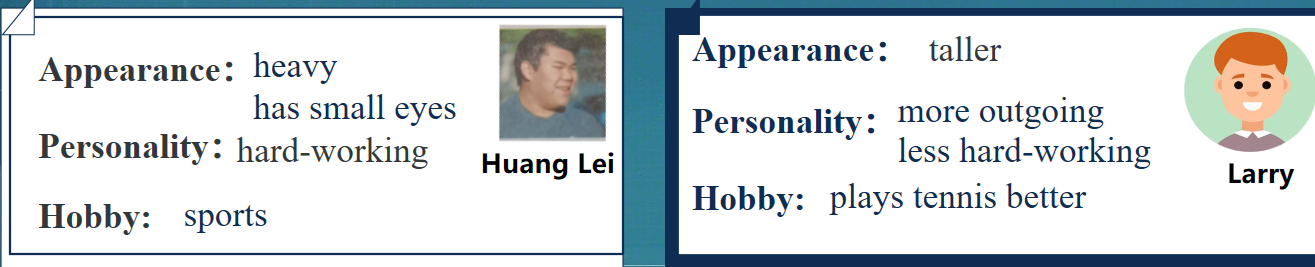 Appearance: heavy
has small eyes
Personality: hard-working
Hobby: sports
Huang Lei
Appearance: taller
Personality: more outgoing
less hard-working
Hobby: plays tennis better
Larry